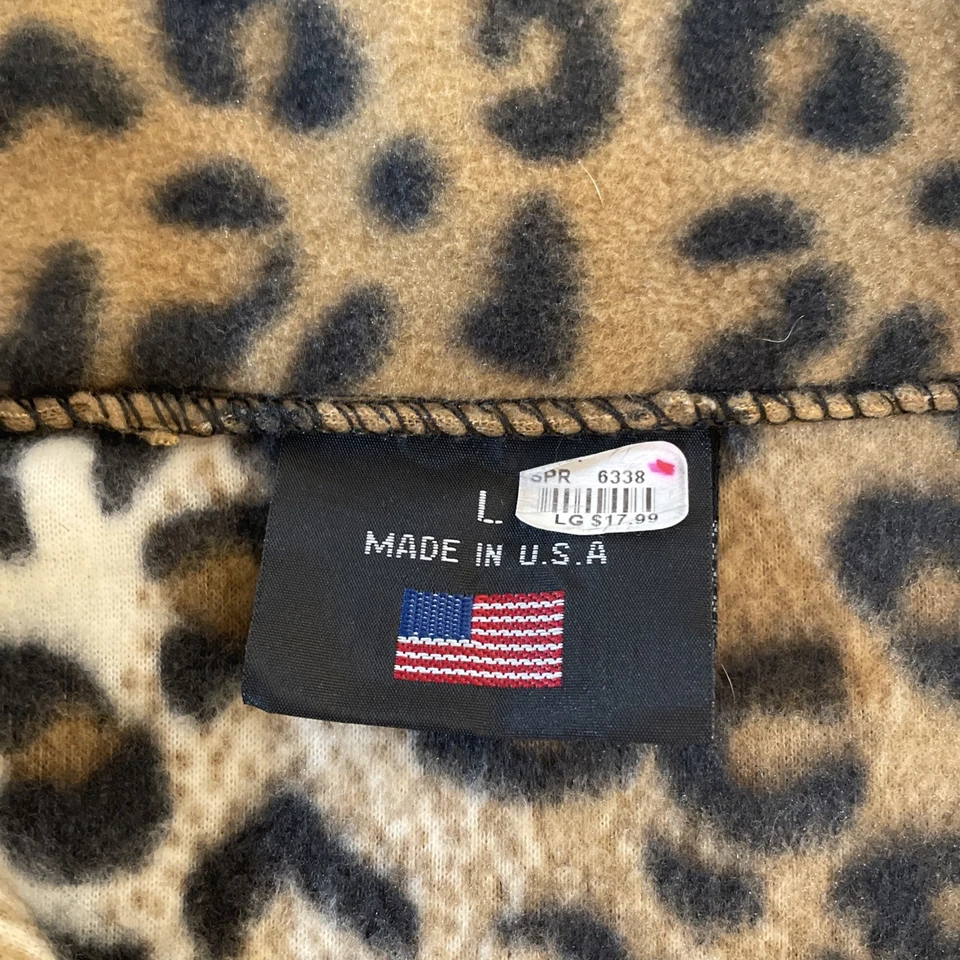 SPR 6338
LG $17.99
L
MADE IN U.S.A